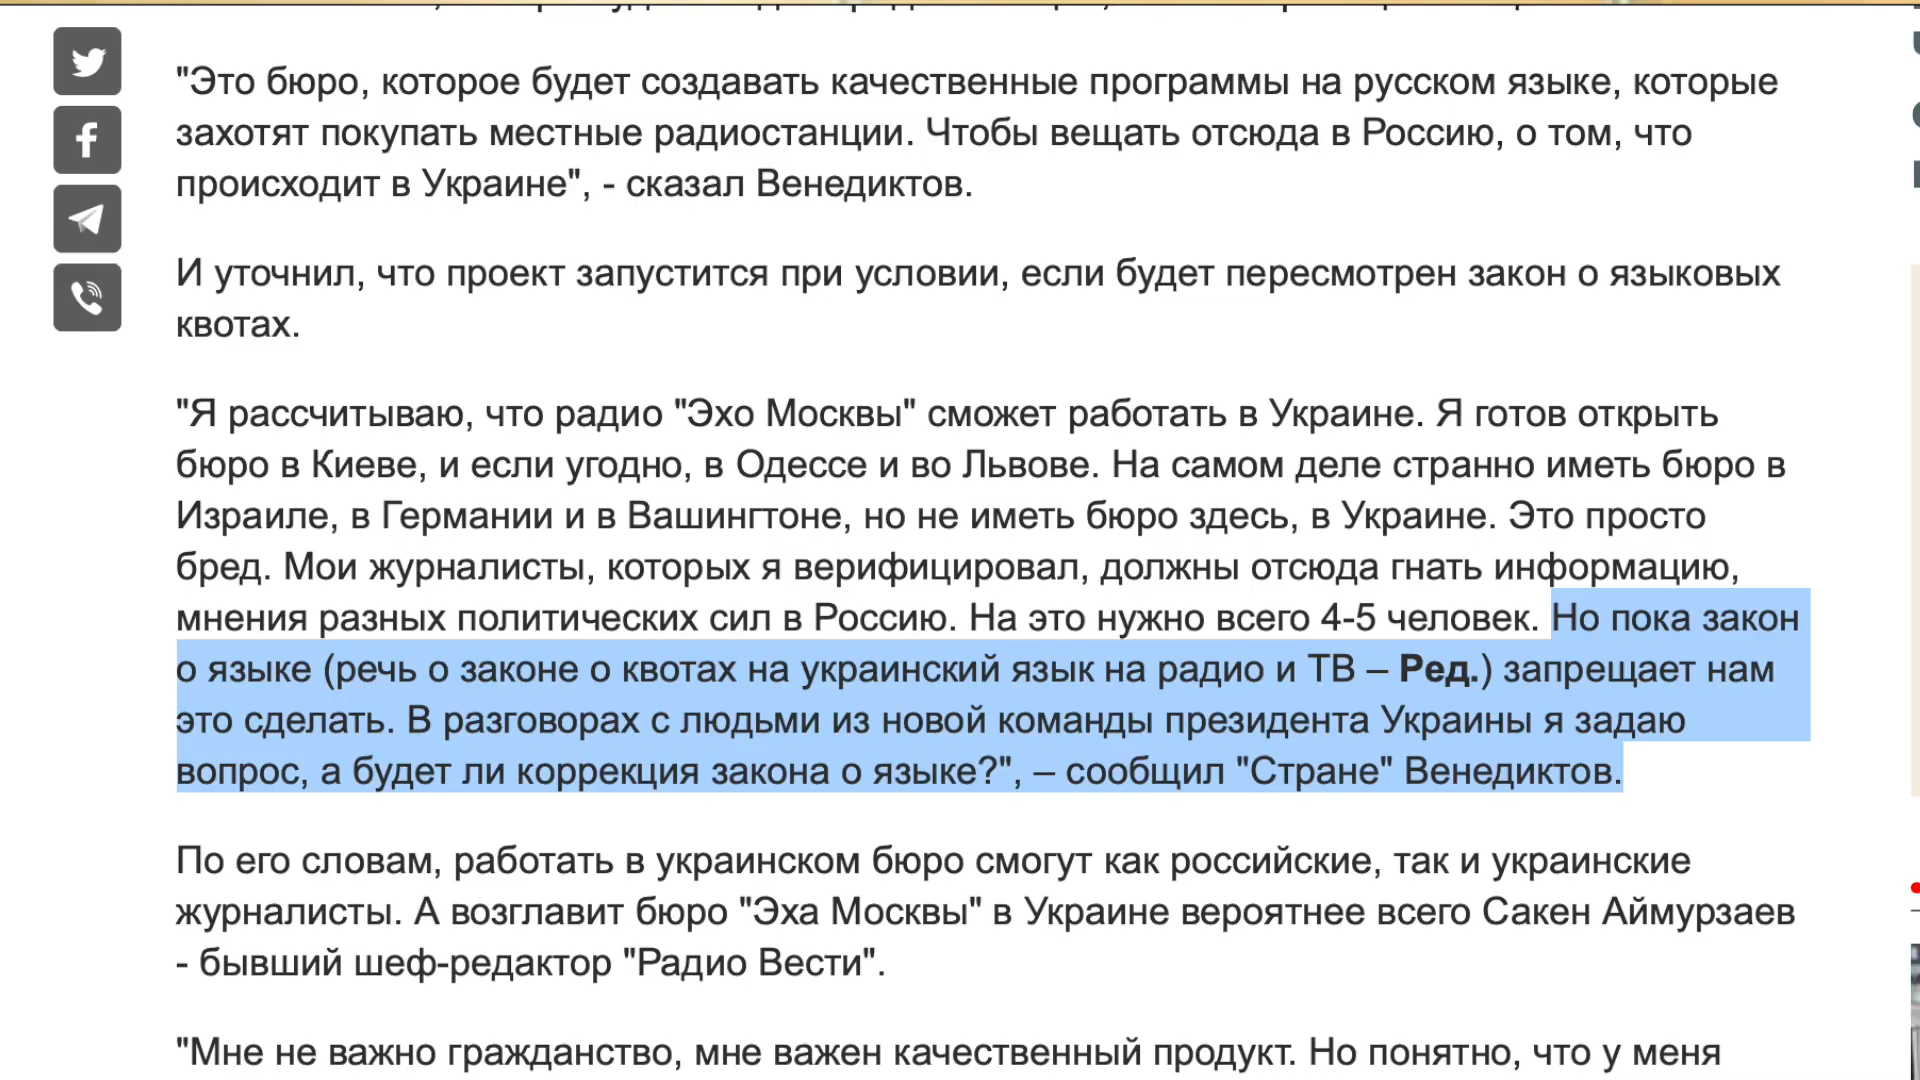 "Это бюро, которое будет создавать качественные программы на русском языке, которые
захотят покупать местные радиостанции. Чтобы вещать отсюда в Россию, о том, что
происходит в Украине", - сказал Венедиктов.
И уточнил, что проект запустится при условии, если будет пересмотрен закон о языковых
квотах.
"Я рассчитываю, что радио "Эхо Москвы" сможет работать в Украине. Я готов открыть
бюро в Киеве, и если угодно, в Одессе и во Львове. На самом деле странно иметь бюро в
Израиле, в Германии и в Вашингтоне, но не иметь бюро здесь, в Украине. Это просто
бред. Мои журналисты, которых я верифицировал, должны отсюда гнать информацию,
мнения разных политических сил в Россию. На это нужно всего 4-5 человек. Но пока закон
о языке (речь о законе о квотах на украинский язык на радио и ТВ – Ред.) запрещает нам
это сделать. В разговорах с людьми из новой команды президента Украины я задаю
вопрос, а будет ли коррекция закона о языке?", – сообщил "Стране" Венедиктов.
По его словам, работать в украинском бюро смогут как российские, так и украинские
журналисты. А возглавит бюро "Эха Москвы" в Украине вероятнее всего Сакен Аймурзаев
- бывший шеф-редактор "Радио Вести".
"Мне не важно гражданство, мне важен качественный продукт. Но понятно, что у меня